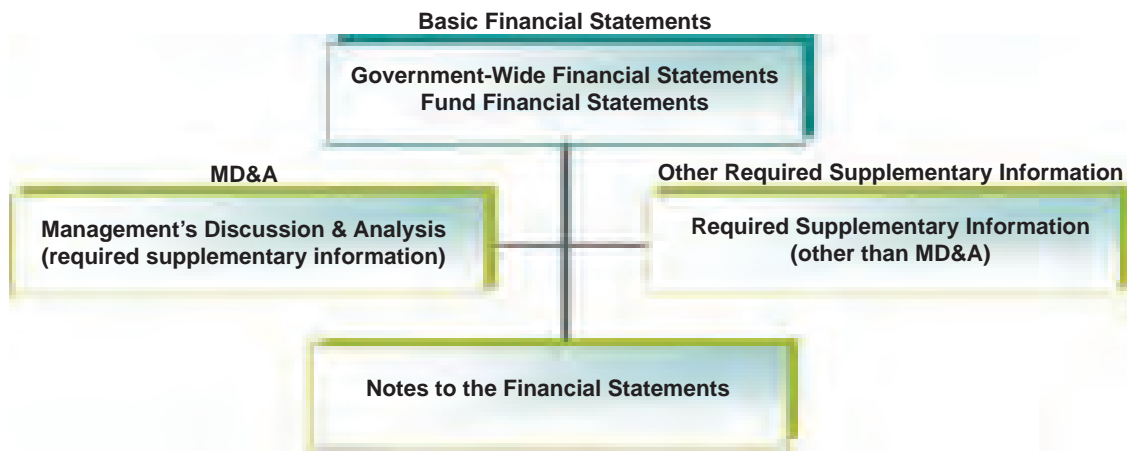 Basic Financial Statements
Government-Wide Financial Statements
Fund Financial Statements
MD&A
Management’s Discussion & Analysis
(required supplementary information)
Other Required Supplementary Information
Required Supplementary Information
(other than MD&A)
Notes to the Financial Statements